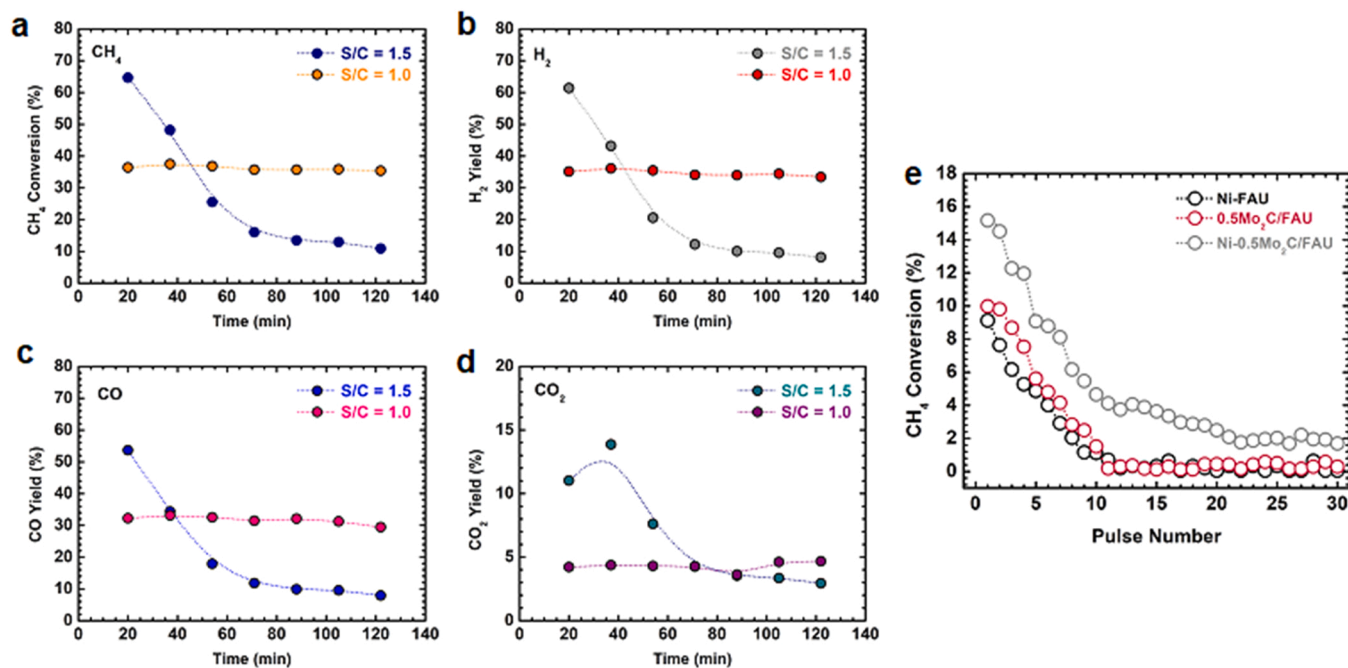 a
CH4
S/C = 1.5
S/C = 1.0
CH4 Conversion (%)
80
70
60
50
40
30
20
10
0
0 20 40 60 80 100 120 140
Time (min)
b
H2
S/C = 1.5
S/C = 1.0
H2 Yield (%)
80
70
60
50
40
30
20
10
0
0 20 40 60 80 100 120 140
Time (min)
c
CO
S/C = 1.5
S/C = 1.0
CO Yield (%)
80
70
60
50
40
30
20
10
0
0 20 40 60 80 100 120 140
Time (min)
d
CO2
S/C = 1.5
S/C = 1.0
CO2 Yield (%)
20
15
10
5
0
0 20 40 60 80 100 120 140
Time (min)
e
Ni-FAU
0.5Mo2C/FAU
Ni-0.5Mo2C/FAU
CH4 Conversion (%)
18
16
14
12
10
8
6
4
2
0
0 5 10 15 20 25 30
Pulse Number